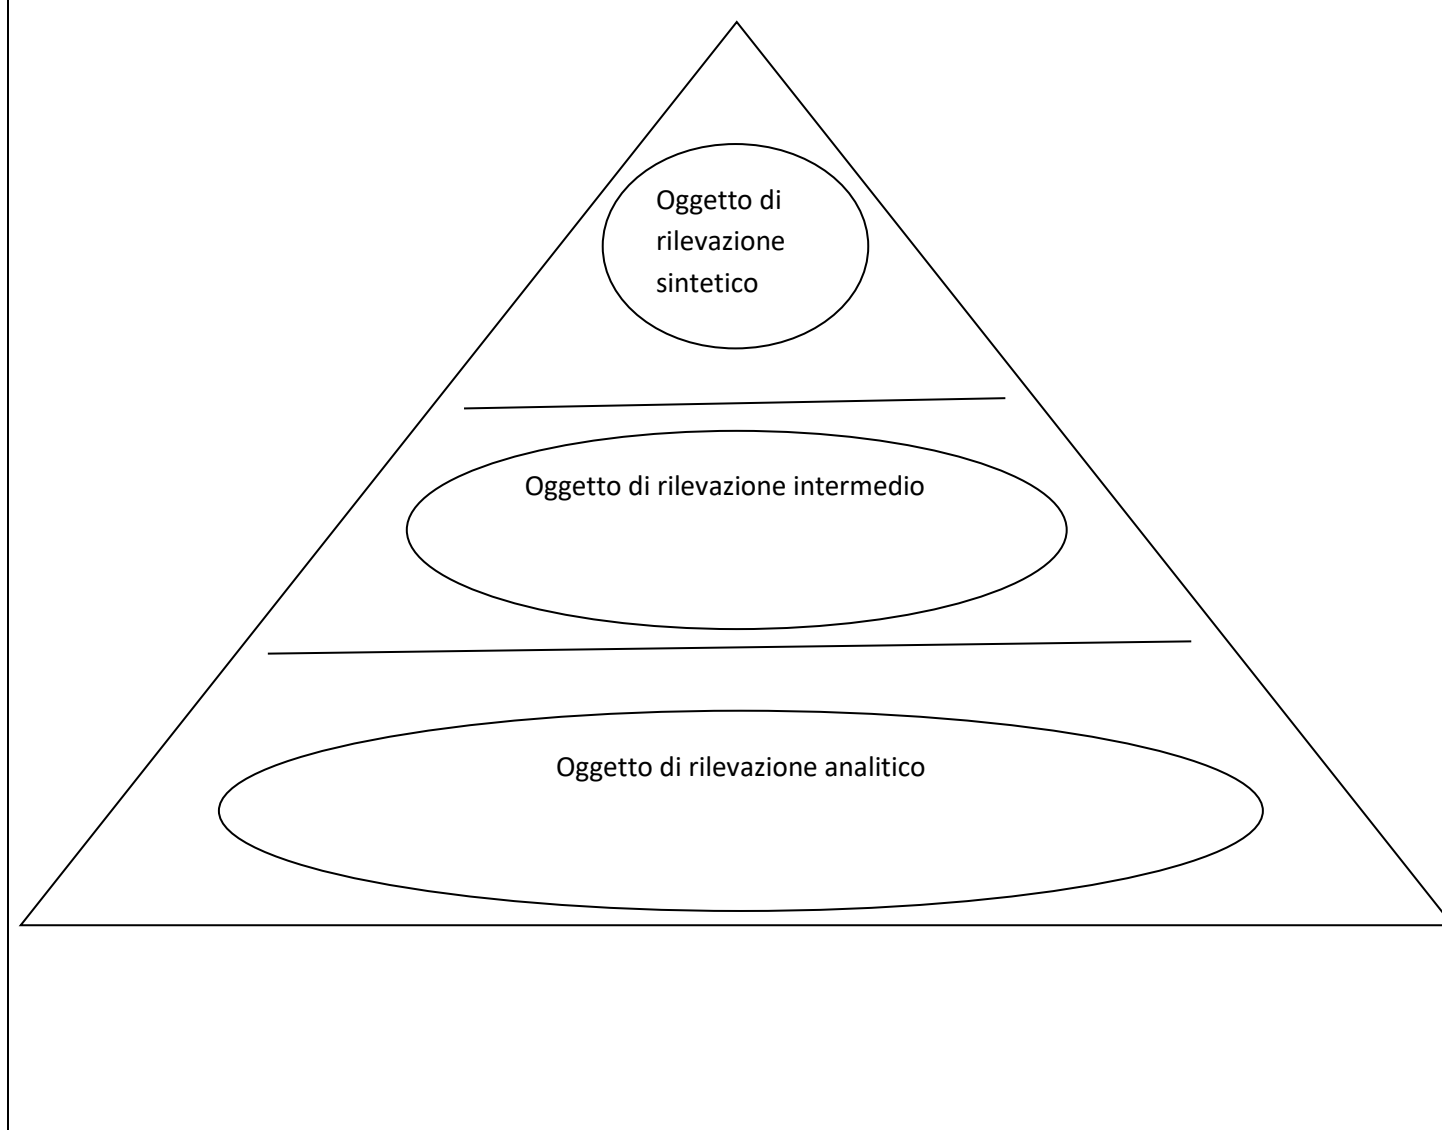 Oggetto di
rilevazione
sintetico
Oggetto di rilevazione intermedio
Oggetto di rilevazione analitico